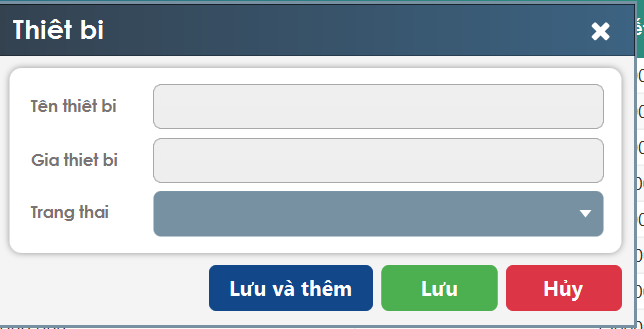 Thiêt bi
Tên thiêt bi
Gia thiet bi
Trang thai
Lưu và thêm
Lưu
Hủy